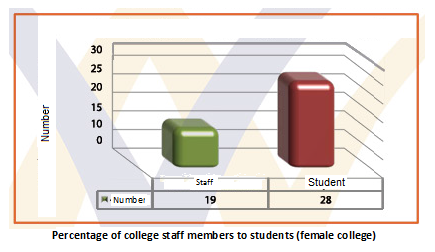 30
25
20
15
10
0
Number
Staff Student
Number 19 28
Percentage of college staff members to students (female college)